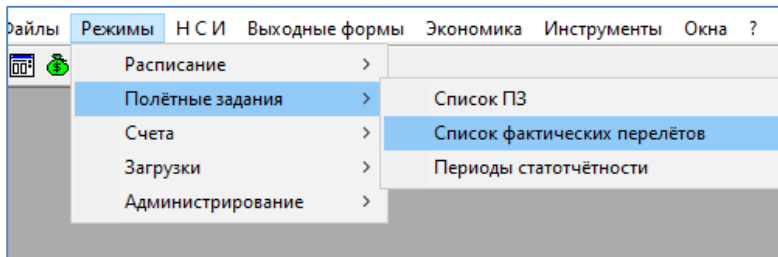 Файлы Режимы Н С И Выходные формы Экономика Инструменты Окна ?
Расписание >
Полётные задания > Список ПЗ
Счета > Список фактических перелётов
Загрузки > Периоды статотчётности
Администрирование >